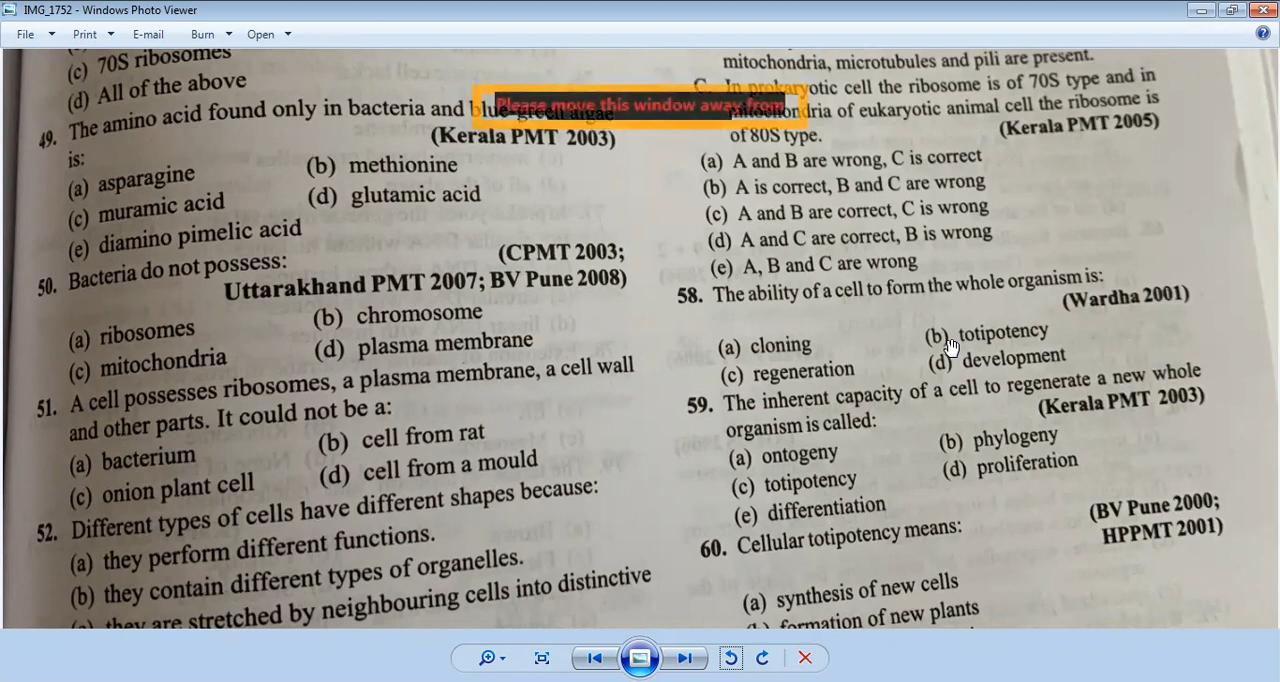 IMG_1752 - Windows Photo Viewer
File Print E-mail Burn Open
(c) 70S ribosomes
(d) All of the above
49. The amino acid found only in bacteria and blue-green algae
is:
(Kerala PMT 2003)
(a) asparagine (b) methionine
(c) muramic acid (d) glutamic acid
(e) diamino pimelic acid
50. Bacteria do not possess:
(CPMT 2003;
Uttarakhand PMT 2007; BV Pune 2008)
(a) ribosomes (b) chromosome
(c) mitochondria (d) plasma membrane
51. A cell possesses ribosomes, a plasma membrane, a cell wall
and other parts. It could not be a:
(a) bacterium (b) cell from rat
(c) onion plant cell (d) cell from a mould
52. Different types of cells have different shapes because:
(a) they perform different functions.
(b) they contain different types of organelles.
they are stretched by neighbouring cells into distinctive
Please move this window away from
mitochondria, microtubules and pili are present.
C. In prokaryotic cell the ribosome is of 70S type and in
mitochondria of eukaryotic animal cell the ribosome is
of 80S type.
(Kerala PMT 2005)
(a) A and B are wrong, C is correct
(b) A is correct, B and C are wrong
(c) A and B are correct, C is wrong
(d) A and C are correct, B is wrong
(e) A, B and C are wrong
58. The ability of a cell to form the whole organism is:
(Wardha 2001)
(a) cloning (b) totipotency
(c) regeneration (d) development
59. The inherent capacity of a cell to regenerate a new whole
organism is called:
(Kerala PMT 2003)
(a) ontogeny (b) phylogeny
(c) totipotency (d) proliferation
(e) differentiation
60. Cellular totipotency means:
(BV Pune 2000;
HPPMT 2001)
(a) synthesis of new cells
formation of new plants